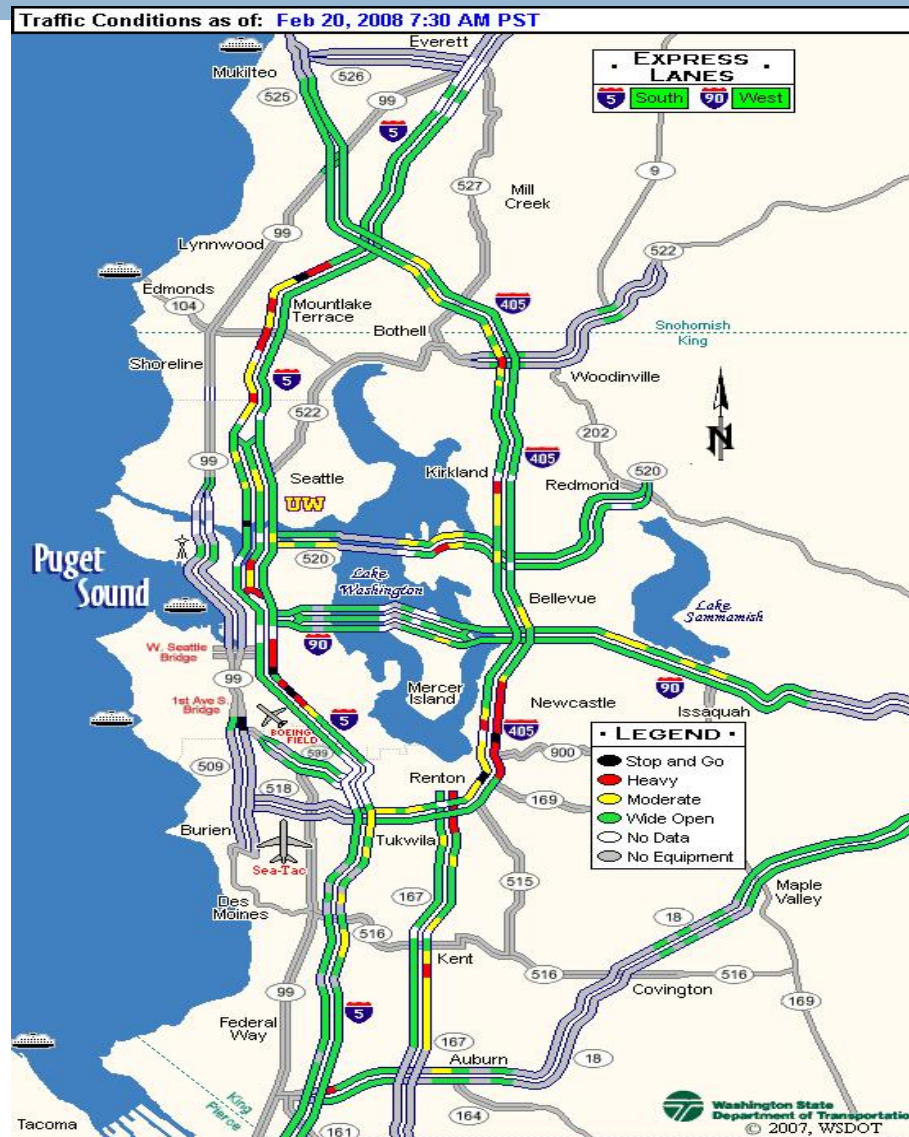 Traffic Conditions as of: Feb 20, 2008 7:30 AM PST
Everett
Mukilteo
526
525
99
5
EXPRESS
LANES
5 South 90 West
527
Mill
Creek
9
99
Lynnwood
522
Edmonds
104
Mountlake
Terrace
405
Bothell
Snohomish
King
Shoreline
5
Woodinville
522
N
202
99
Seattle
Kirkland
405
Redmond
520
UW
Puget
Sound
520
Lake
Washington
Bellevue
Lake
Sammamish
W. Seattle
Bridge
90
99
Mercer
Island
90
1st Ave S.
Bridge
Newcastle
Issaquah
BOEING
FIELD
5
405
599
LEGEND
Stop and Go
Heavy
Moderate
Wide Open
No Data
No Equipment
509
900
518
Renton
169
Burien
Tukwila
Sea-Tac
515
Maple
Valley
Des
Moines
167
18
516
Kent
516
516
Covington
99
169
5
Federal
Way
167
18
Auburn
King
Pierce
164
Washington State
Department of Transportatio
Tacoma
161
© 2007, WSDOT